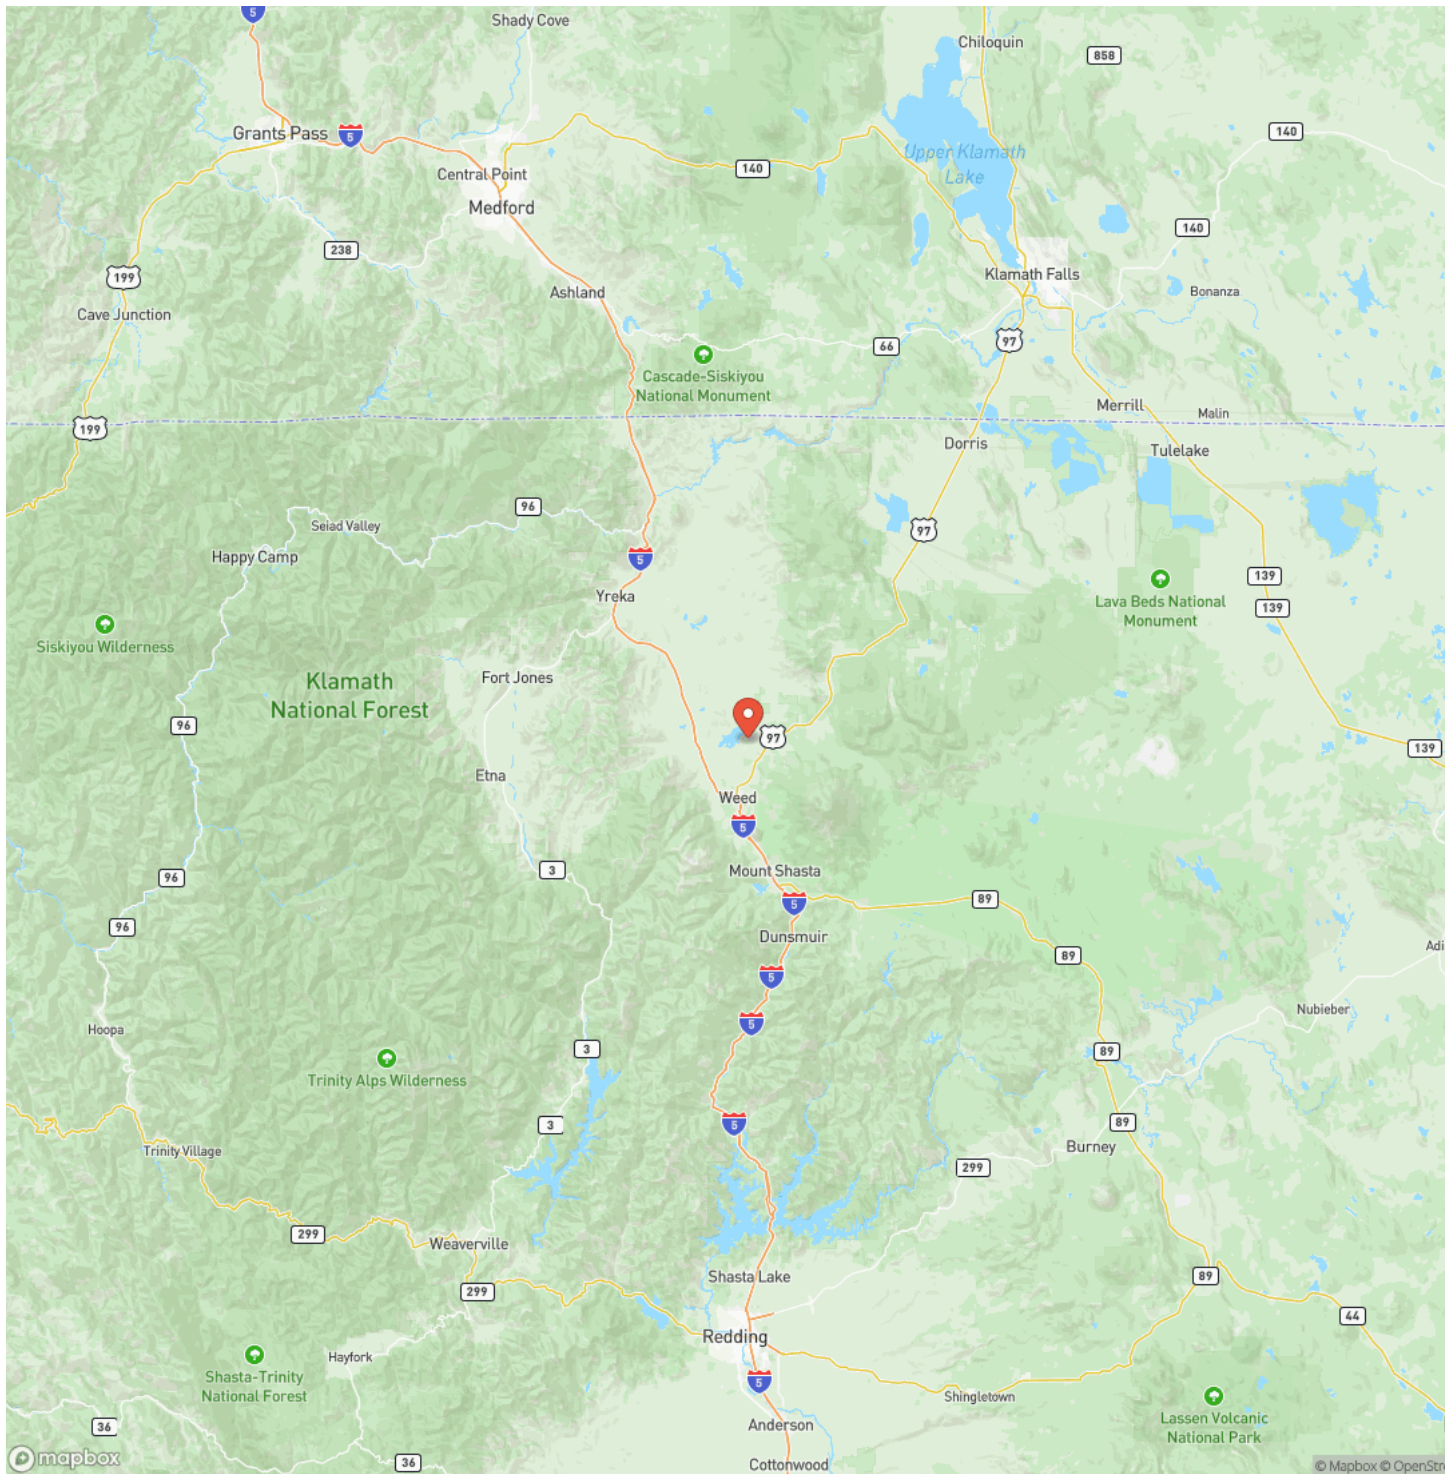 5
Shady Cove
Chiloquin
858
Grants Pass
5
140
Central Point
140
Upper Klamath
Lake
Medford
238
140
199
Klamath Falls
Ashland
Bonanza
Cave Junction
97
66
Cascade-Siskiyou
National Monument
Merrill
Malin
199
Dorris
Tulelake
96
Seiad Valley
97
Happy Camp
5
139
Yreka
Lava Beds National
Monument
139
Siskiyou Wilderness
Klamath
National Forest
Fort Jones
96
97
139
Etna
Weed
5
3
Mount Shasta
96
89
5
96
Dunsmuir
89
Adi
5
Nubieber
5
Hoopa
3
89
Trinity Alps Wilderness
5
3
89
Trinity Village
Burney
299
299
Weaverville
Shasta Lake
89
299
44
Redding
Hayfork
Shasta-Trinity
National Forest
5
Shingletown
36
Anderson
Lassen Volcanic
National Park
mapbox
36
Cottonwood
© Mapbox © OpenStre